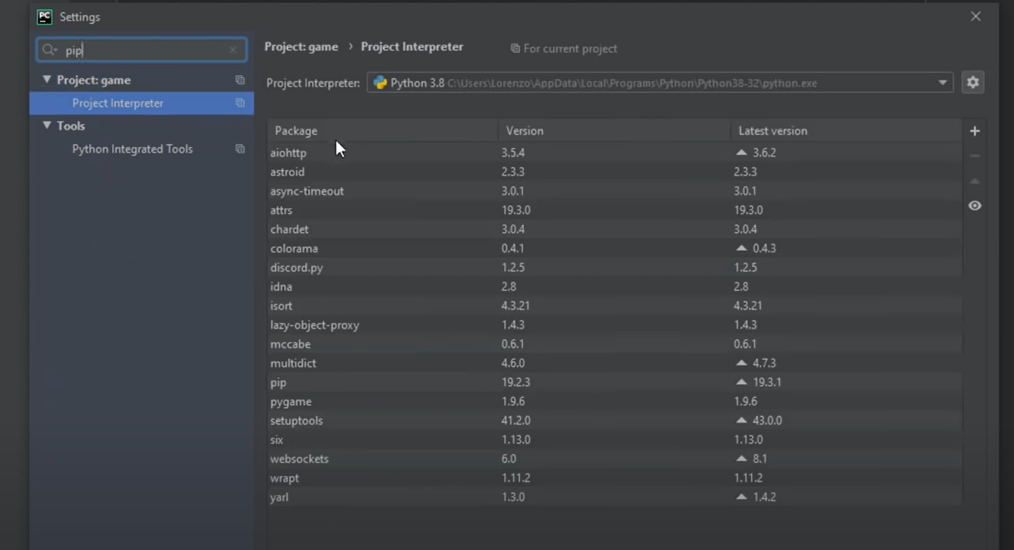 PC Settings
pip
Project: game
Project Interpreter
Tools
Python Integrated Tools
Project: game › Project Interpreter For current project
Project Interpreter: Python 3.8 C:\Users\Lorenzo\AppData\Local\Programs\Python\Python38-32\python.exe
Package Version Latest version
aiohttp 3.5.4 3.6.2
astroid 2.3.3 2.3.3
async-timeout 3.0.1 3.0.1
attrs 19.3.0 19.3.0
chardet 3.0.4 3.0.4
colorama 0.4.1 0.4.3
discord.py 1.2.5 1.2.5
idna 2.8 2.8
isort 4.3.21 4.3.21
lazy-object-proxy 1.4.3 1.4.3
mccabe 0.6.1 0.6.1
multidict 4.6.0 4.7.3
pip 19.2.3 19.3.1
pygame 1.9.6 1.9.6
setuptools 41.2.0 43.0.0
six 1.13.0 1.13.0
websockets 6.0 8.1
wrapt 1.11.2 1.11.2
yarl 1.3.0 1.4.2